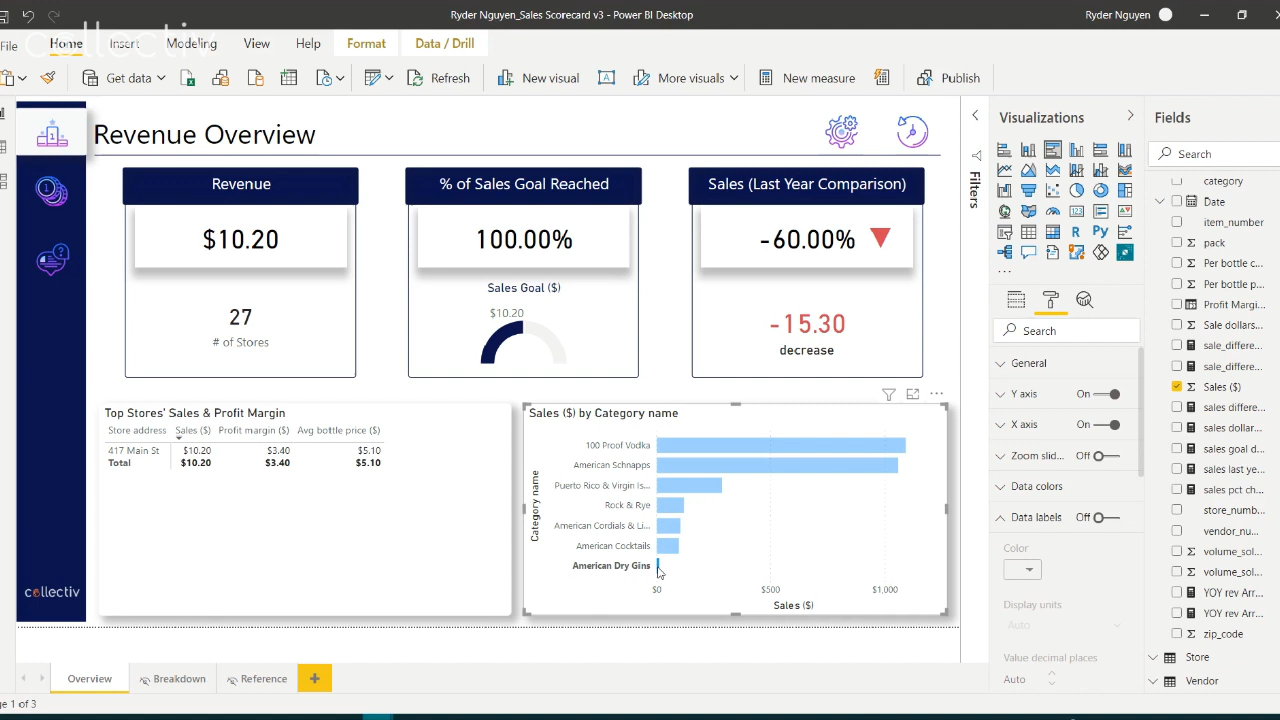 Ryder Nguyen_Sales Scorecard v3 - Power BI Desktop
Ryder Nguyen
collectiv
File Home Insert Modeling View Help Format Data / Drill
Get data Refresh New visual More visuals New measure Publish
Revenue Overview
Revenue
$10.20
27
# of Stores
% of Sales Goal Reached
100.00%
Sales Goal ($)
$10.20
Sales (Last Year Comparison)
-60.00%
-15.30
decrease
Top Stores' Sales & Profit Margin
Store address Sales ($) Profit margin ($) Avg bottle price ($)
417 Main St $10.20 $3.40 $5.10
Total $10.20 $3.40 $5.10
Sales ($) by Category name
Category name
100 Proof Vodka
American Schnapps
Puerto Rico & Virgin Is...
Rock & Rye
American Cordials & Li...
American Cocktails
American Dry Gins
$0 $500 $1,000
Sales ($)
collectiv
Overview Breakdown Reference
Page 1 of 3
Filters
Visualizations
Search
General
Y axis On
X axis On
Zoom slid... Off
Data colors
Data labels Off
Color
Display units
Auto
Value decimal places
Auto
Fields
Search
category
Date
item_number
pack
Per bottle c...
Per bottle p...
Profit Margin...
Sale dollars...
sale_differe...
sale_differe...
Sales ($)
sales differe...
sales dollar...
sales goal d...
sales last ye...
sales pct ch...
store_numb...
vendor_nu...
volume_sol...
volume_sol...
YOY rev Arr...
YOY rev Arr...
zip_code
Store
Vendor